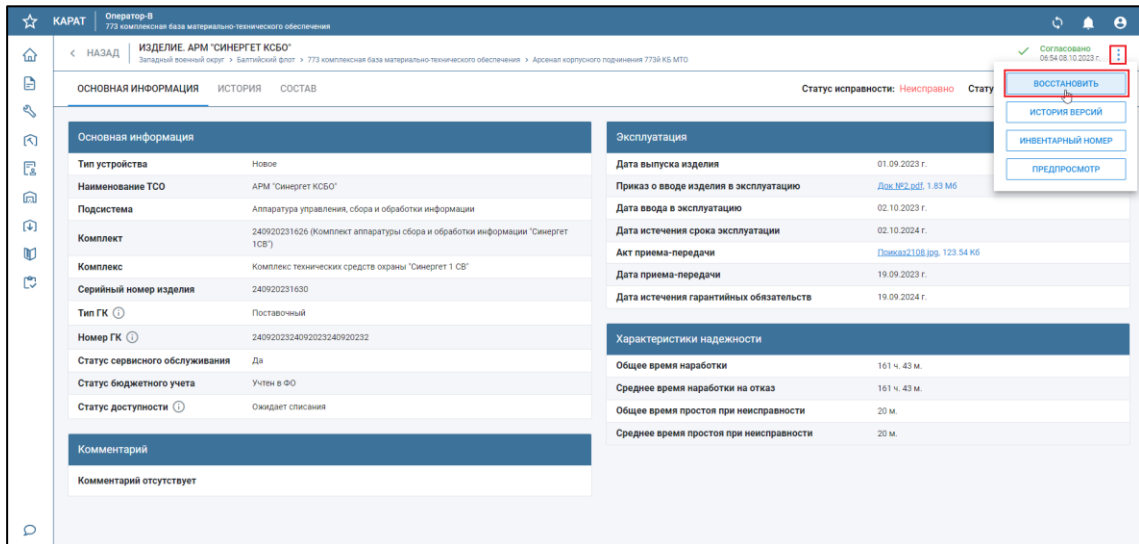 КАРАТ
Оператор-В
773 комплексная база материально-технического обеспечения
НАЗАД
ИЗДЕЛИЕ. АРМ "СИНЕРГЕТ КСБО"
Западный военный округ > Балтийский флот > 773 комплексная база материально-технического обеспечения > Арсенал корпусного подчинения 773й КБ МТО
Согласовано
06:54 08.10.2023 г.
ОСНОВНАЯ ИНФОРМАЦИЯ ИСТОРИЯ СОСТАВ
Статус исправности: Неисправно Стату
ВОССТАНОВИТЬ
ИСТОРИЯ ВЕРСИЙ
ИНВЕНТАРНЫЙ НОМЕР
ПРЕДПРОСМОТР
Основная информация
Тип устройства Новое
Наименование ТСО АРМ "Синергет КСБО"
Подсистема Аппаратура управления, сбора и обработки информации
Комплект 240920231626 (Комплект аппаратуры сбора и обработки информации "Синергет
1СВ")
Комплекс Комплекс технических средств охраны "Синергет 1 СВ"
Серийный номер изделия 240920231630
Тип ГК Поставочный
Номер ГК 2409202324092023240920232
Статус сервисного обслуживания Да
Статус бюджетного учета Учтен в ФО
Статус доступности Ожидает списания
Комментарий
Комментарий отсутствует
Эксплуатация
Дата выпуска изделия 01.09.2023 г.
Приказ о вводе изделия в эксплуатацию Док №2.pdf, 1.83 Мб
Дата ввода в эксплуатацию 02.10.2023 г.
Дата истечения срока эксплуатации 02.10.2024 г.
Акт приема-передачи Приказ2108.jpg, 123.54 Кб
Дата приема-передачи 19.09.2023 г.
Дата истечения гарантийных обязательств 19.09.2024 г.
Характеристики надежности
Общее время наработки 161 ч. 43 м.
Среднее время наработки на отказ 161 ч. 43 м.
Общее время простоя при неисправности 20 м.
Среднее время простоя при неисправности 20 м.